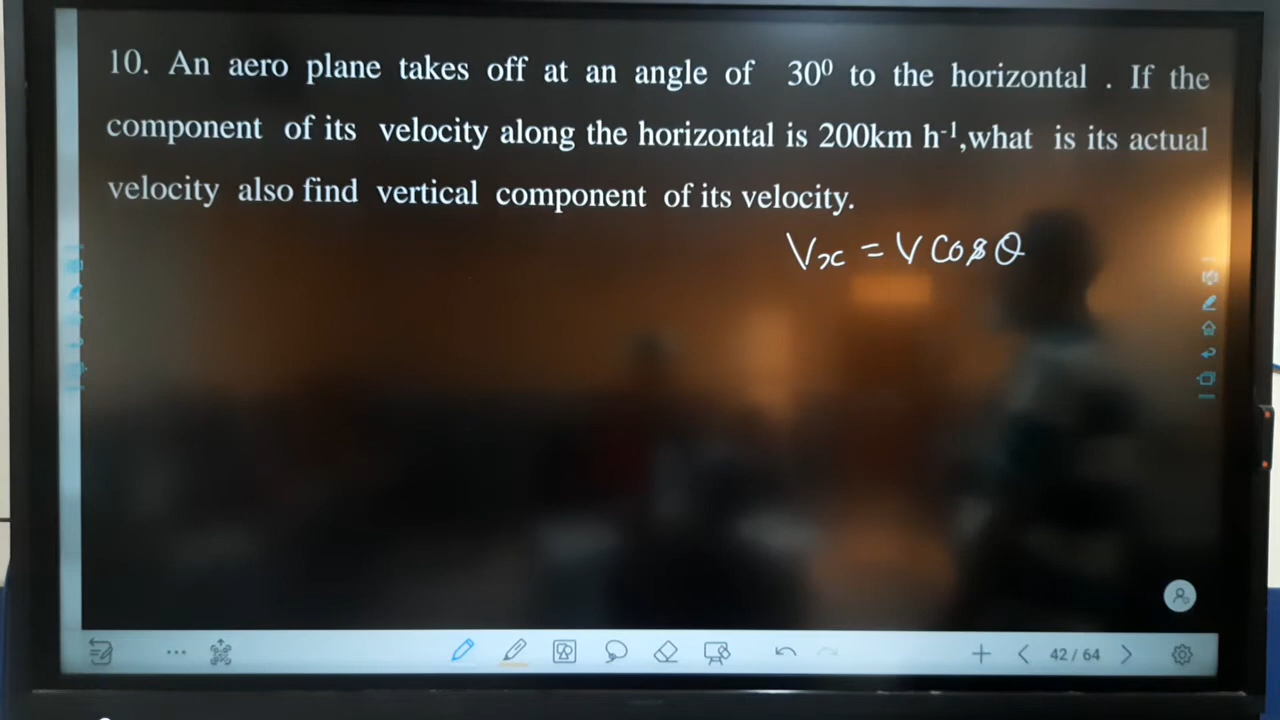 10. An aero plane takes off at an angle of 30⁰ to the horizontal . If the
component of its velocity along the horizontal is 200km h⁻¹,what is its actual
velocity also find vertical component of its velocity.
Vx = V Cos θ
42 / 64